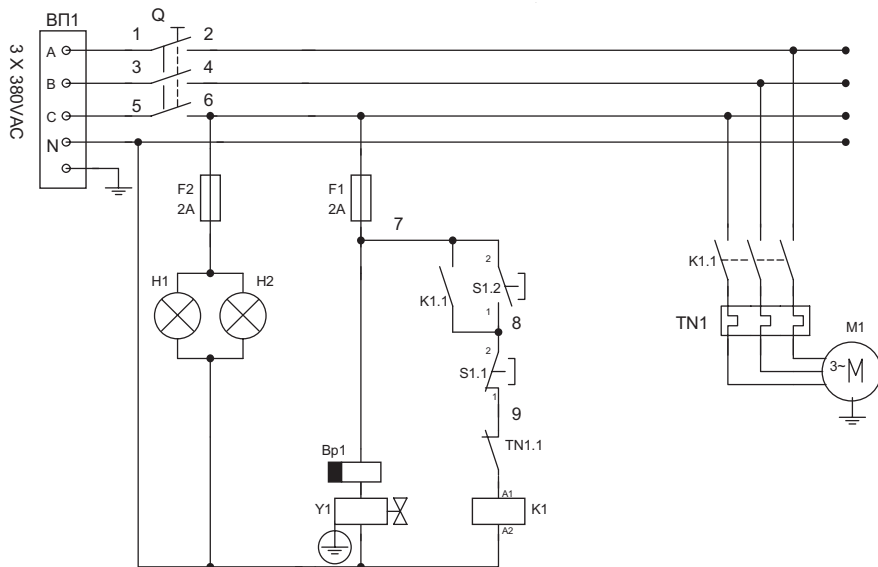 ВП1
Q
3 X 380VAC
A
1
2
B
3
4
C
5
6
N
F2
2A
F1
2A
7
H1
H2
K1.1
2
S1.2
1
8
K1.1
TN1
M1
3~M
2
S1.1
1
9
TN1.1
Bp1
Y1
A1
K1
A2